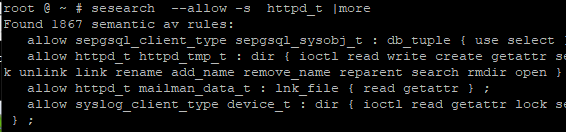 root @ ~ # sesearch  --allow -s  httpd_t |more
Found 1867 semantic av rules:
   allow sepgsql_client_type sepgsql_sysobj_t : db_tuple { use select
   allow httpd_t httpd_tmp_t : dir { ioctl read write create getattr se
k unlink link rename add_name remove_name reparent search rmdir open }
   allow httpd_t mailman_data_t : lnk_file { read getattr } ;
   allow syslog_client_type device_t : dir { ioctl read getattr lock se
 } ;